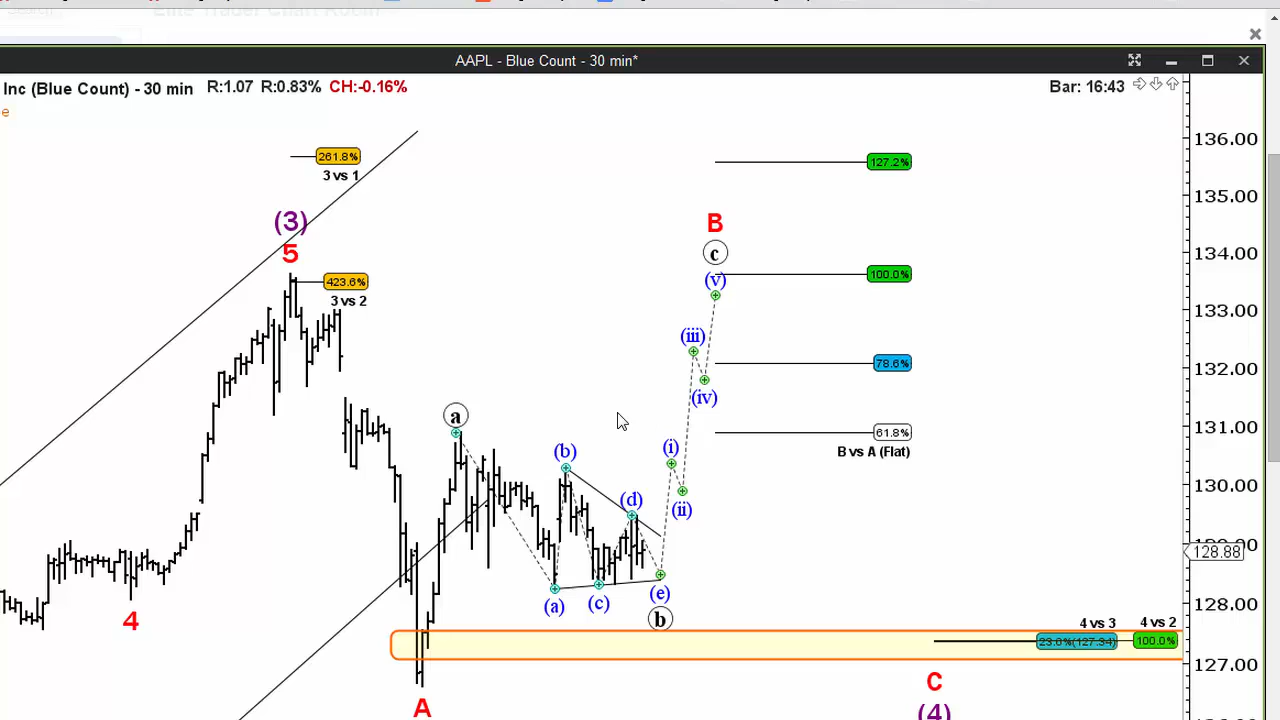 AAPL - Blue Count - 30 min*
Inc (Blue Count) - 30 min R:1.07 R:0.83% CH:-0.16%
Bar: 16:43
e
136.00
261.8%
127.2%
3 vs 1
135.00
(3)
B
5
c
134.00
(v)
100.0%
423.6%
3 vs 2
133.00
(iii)
78.6%
132.00
(iv)
a
131.00
61.8%
(b)
(i)
B vs A (Flat)
130.00
(d)
(ii)
128.88
(a)
(c)
(e)
128.00
4
b
4 vs 3
4 vs 2
23.6%(127.34)
100.0%
127.00
C
A
(4)